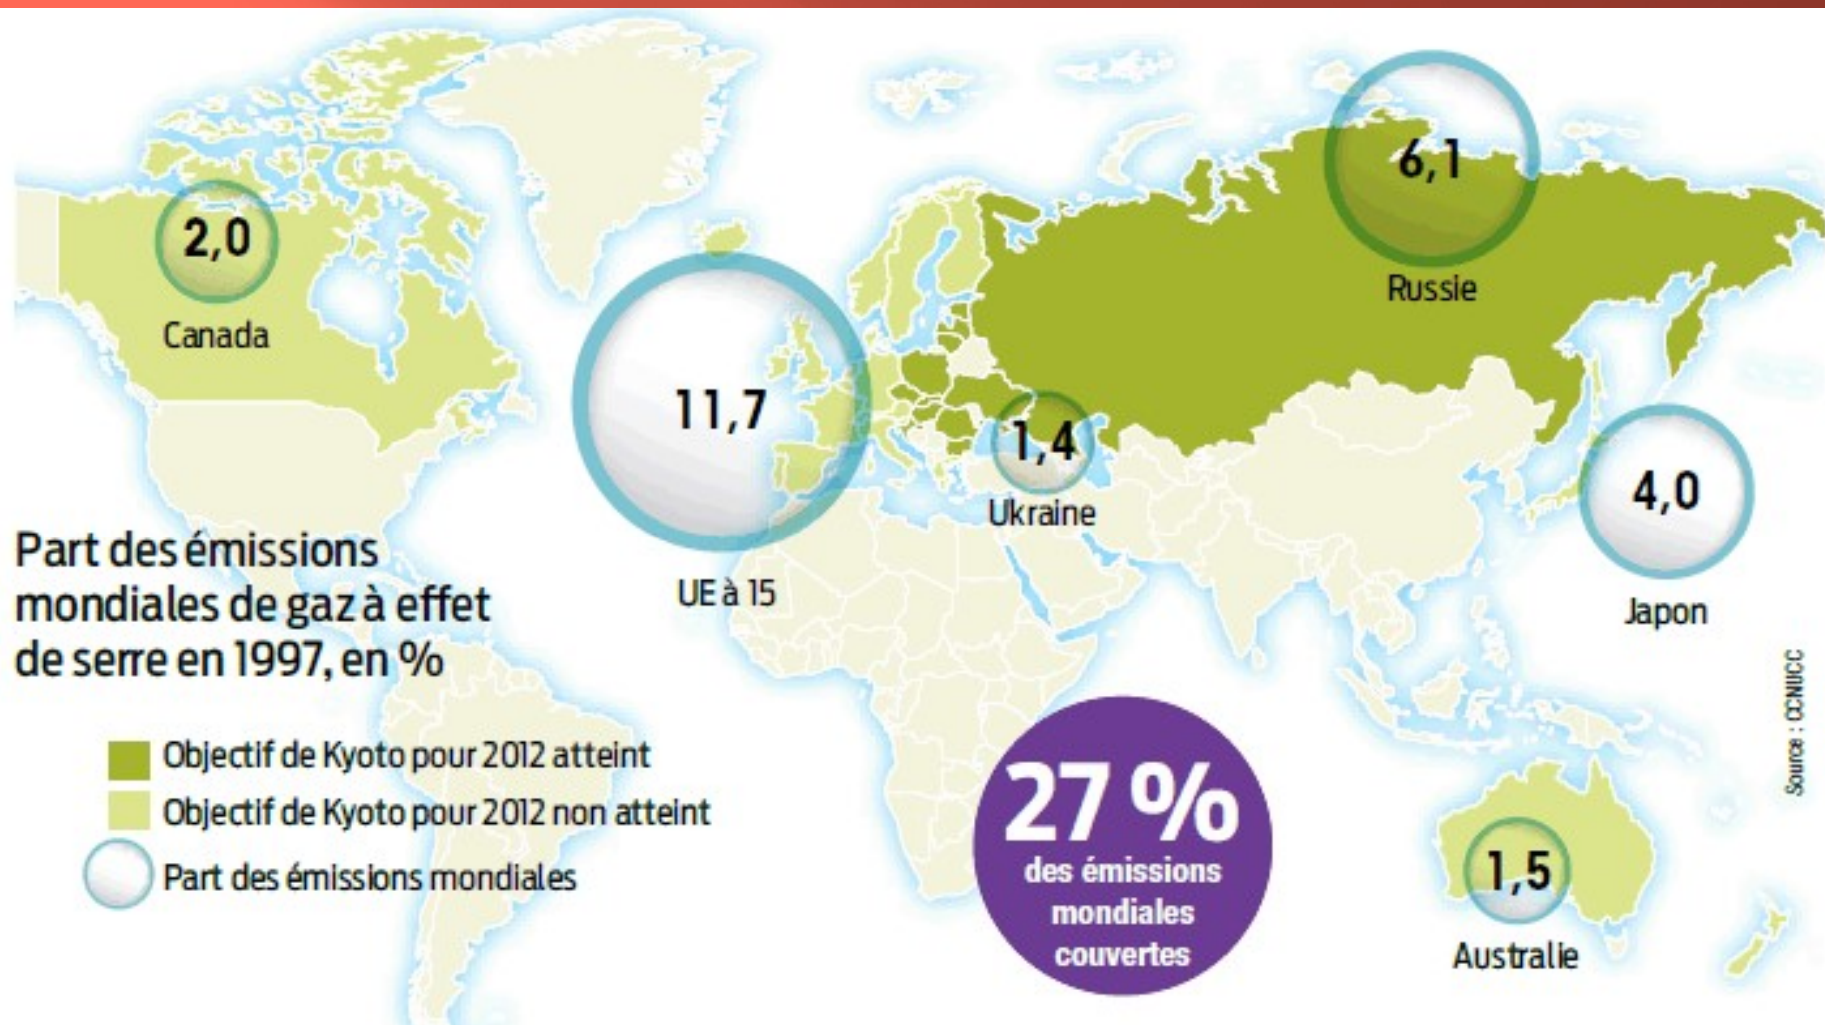 6,1
Russie
2,0
Canada
11,7
UE à 15
1,4
Ukraine
4,0
Japon
Part des émissions
mondiales de gaz à effet
de serre en 1997, en %
Objectif de Kyoto pour 2012 atteint
Objectif de Kyoto pour 2012 non atteint
Part des émissions mondiales
27 %
des émissions
mondiales
couvertes
1,5
Australie
Source : CCNUCC